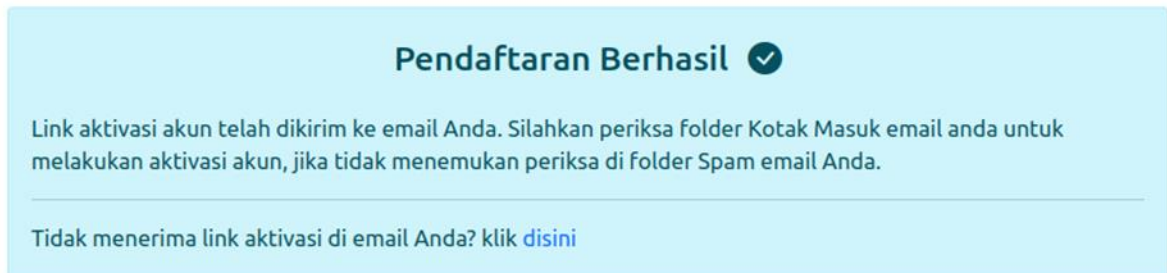 Pendaftaran Berhasil
Link aktivasi akun telah dikirim ke email Anda. Silahkan periksa folder Kotak Masuk email anda untuk
melakukan aktivasi akun, jika tidak menemukan periksa di folder Spam email Anda.
Tidak menerima link aktivasi di email Anda? klik disini